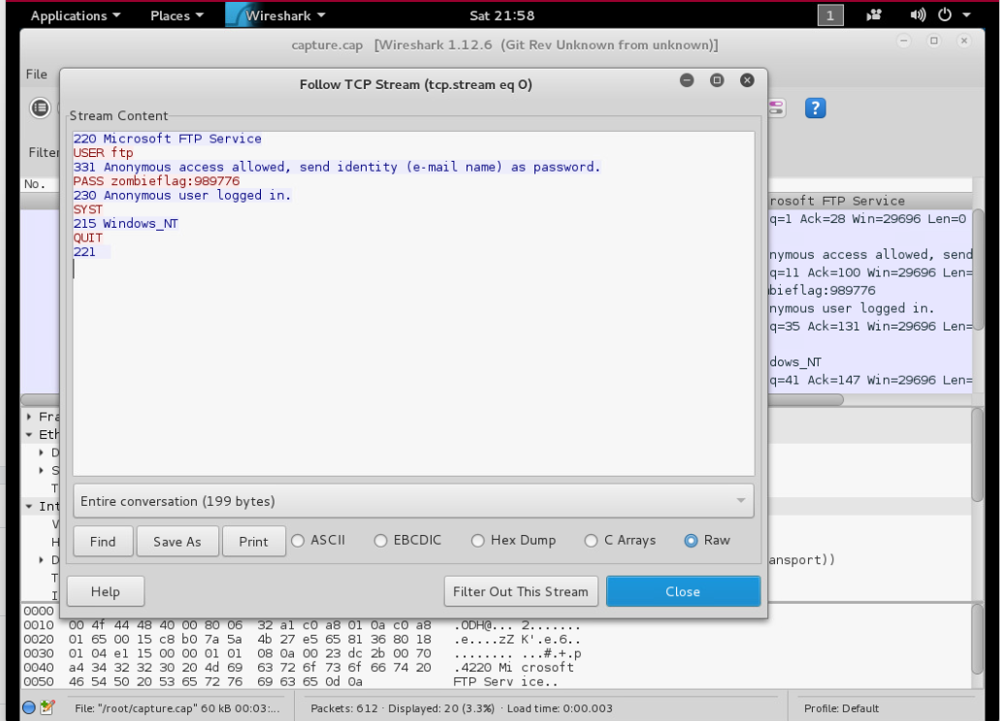 Applications Places Wireshark Sat 21:58 1
capture.cap [Wireshark 1.12.6 (Git Rev Unknown from unknown)]
File
Follow TCP Stream (tcp.stream eq 0)
Stream Content
220 Microsoft FTP Service
USER ftp
331 Anonymous access allowed, send identity (e-mail name) as password.
PASS zombieflag:989776
230 Anonymous user logged in.
SYST
215 Windows_NT
QUIT
221
Filter
No.
rosoft FTP Service
q=1 Ack=28 Win=29696 Len=0
nymous access allowed, send
q=11 Ack=100 Win=29696 Len=
bieflag:989776
nymous user logged in.
q=35 Ack=131 Win=29696 Len=
dows_NT
q=41 Ack=147 Win=29696 Len=
Fra
Eth
D
S
T
Int
V
H
D ansport))
T
I
Entire conversation (199 bytes)
Find Save As Print ASCII EBCDIC Hex Dump C Arrays Raw
Help Filter Out This Stream Close
0000
0010 00 4f 44 48 40 00 80 06 32 a1 c0 a8 01 0a c0 a8 .ODH@... 2.......
0020 01 65 00 15 c8 b0 7a 5a 4b 27 e5 65 81 36 80 18 .e....zZ K'.e.6..
0030 01 04 e1 15 00 00 01 01 08 0a 00 23 dc 2b 00 70 ........ ...#.+.p
0040 a4 34 32 32 30 20 4d 69 63 72 6f 73 6f 66 74 20 .4220 Mi crosoft
0050 46 54 50 20 53 65 72 76 69 63 65 0d 0a FTP Serv ice..
File: "/root/capture.cap" 60 kB 00:03:... Packets: 612 · Displayed: 20 (3.3%) · Load time: 0:00.003 Profile: Default